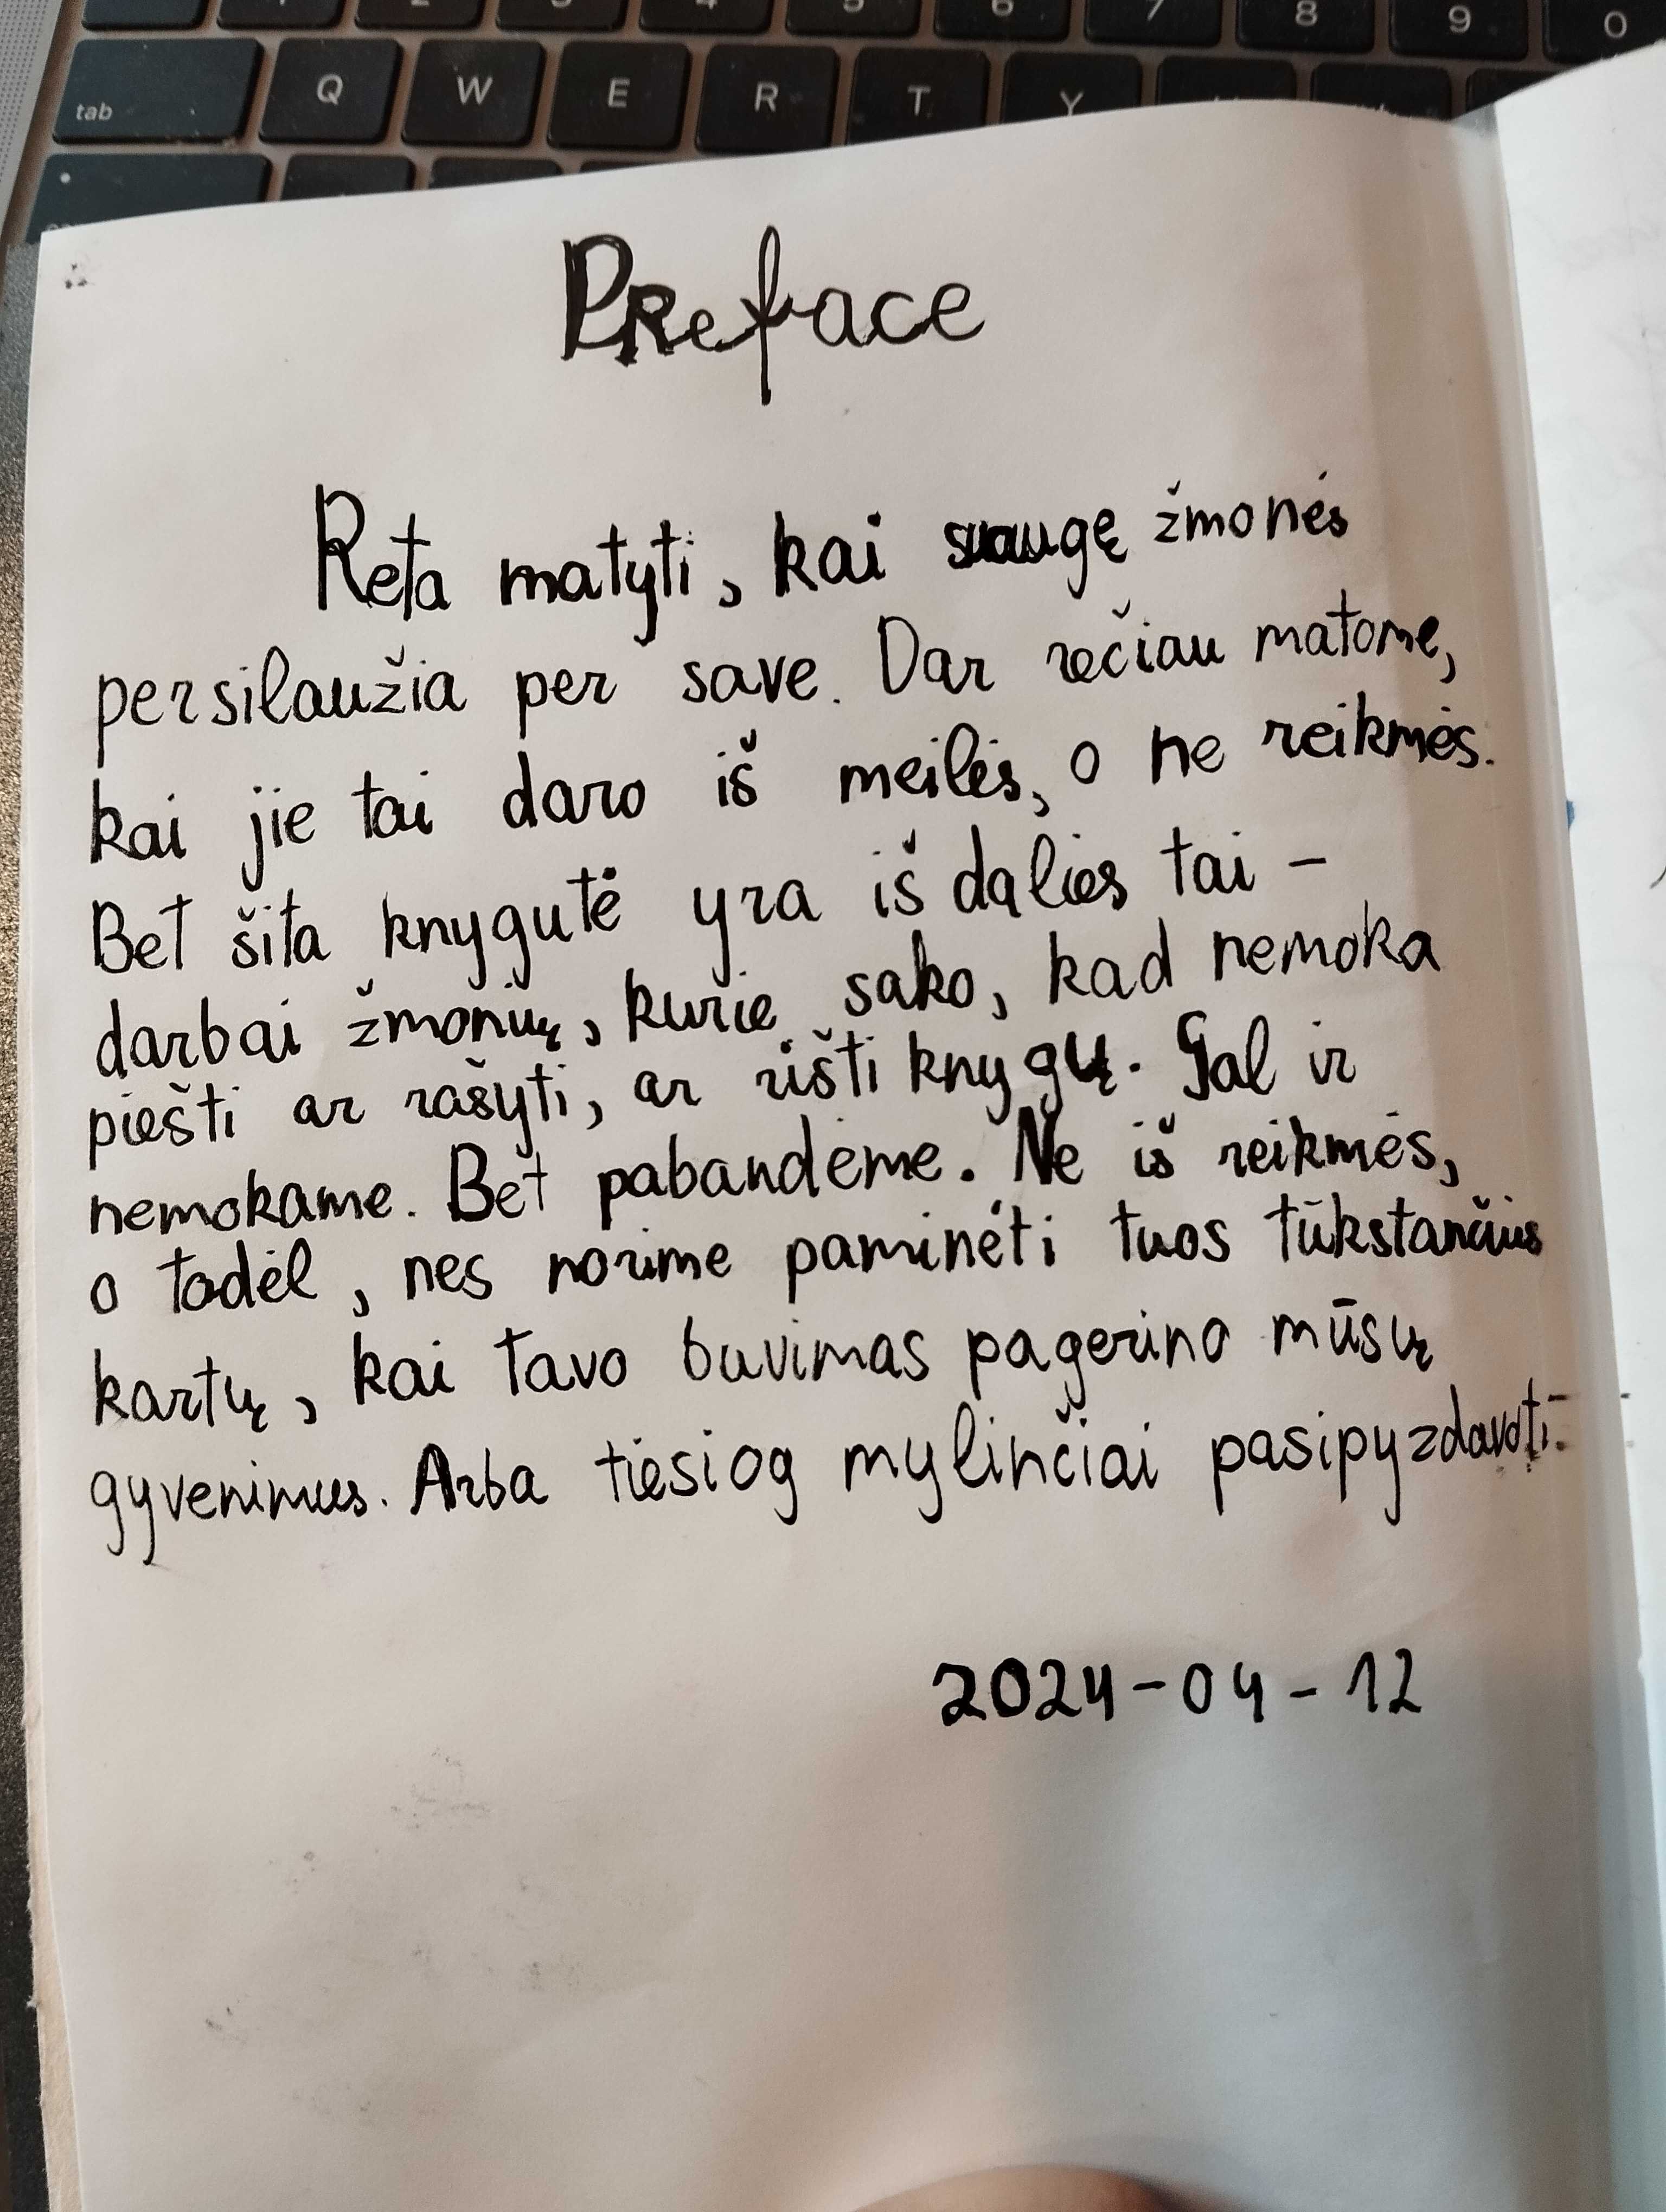 tab Q W E R T Y
7 8 9 0
Preface
Reta matyti, kai suaugę žmonės
persilaužia per save. Dar rečiau matome,
kai jie tai daro iš meilės, o ne reikmės.
Bet šita knygutė yra iš dalies tai –
darbai žmonių, kurie sako, kad nemoka
piešti ar rašyti, ar rišti knygų. Gal ir
nemokame. Bet pabandėme. Ne iš reikmės,
o todėl, nes norime paminėti tuos tūkstančius
kartų, kai tavo buvimas pagerino mūsų
gyvenimus. Arba tiesiog mylinčiai pasipyzdavoti.
2024-04-12